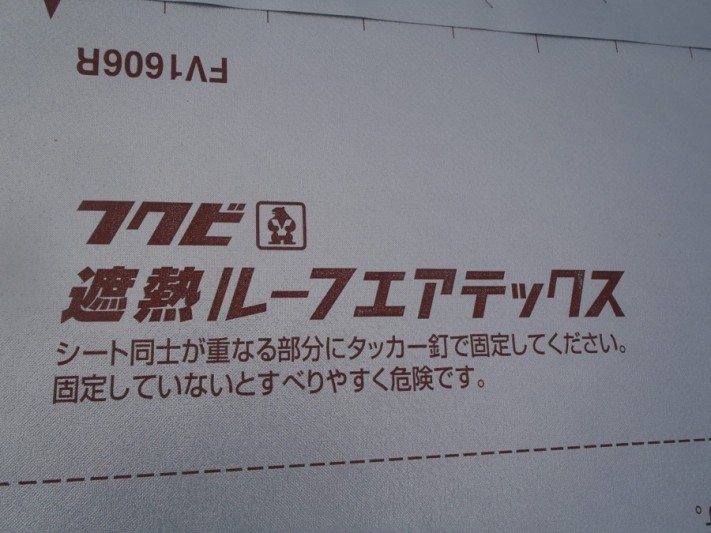 FV1606R
フクビ
遮熱ルーフエアテックス
シート同士が重なる部分にタッカー釘で固定してください。
固定していないとすべりやすく危険です。